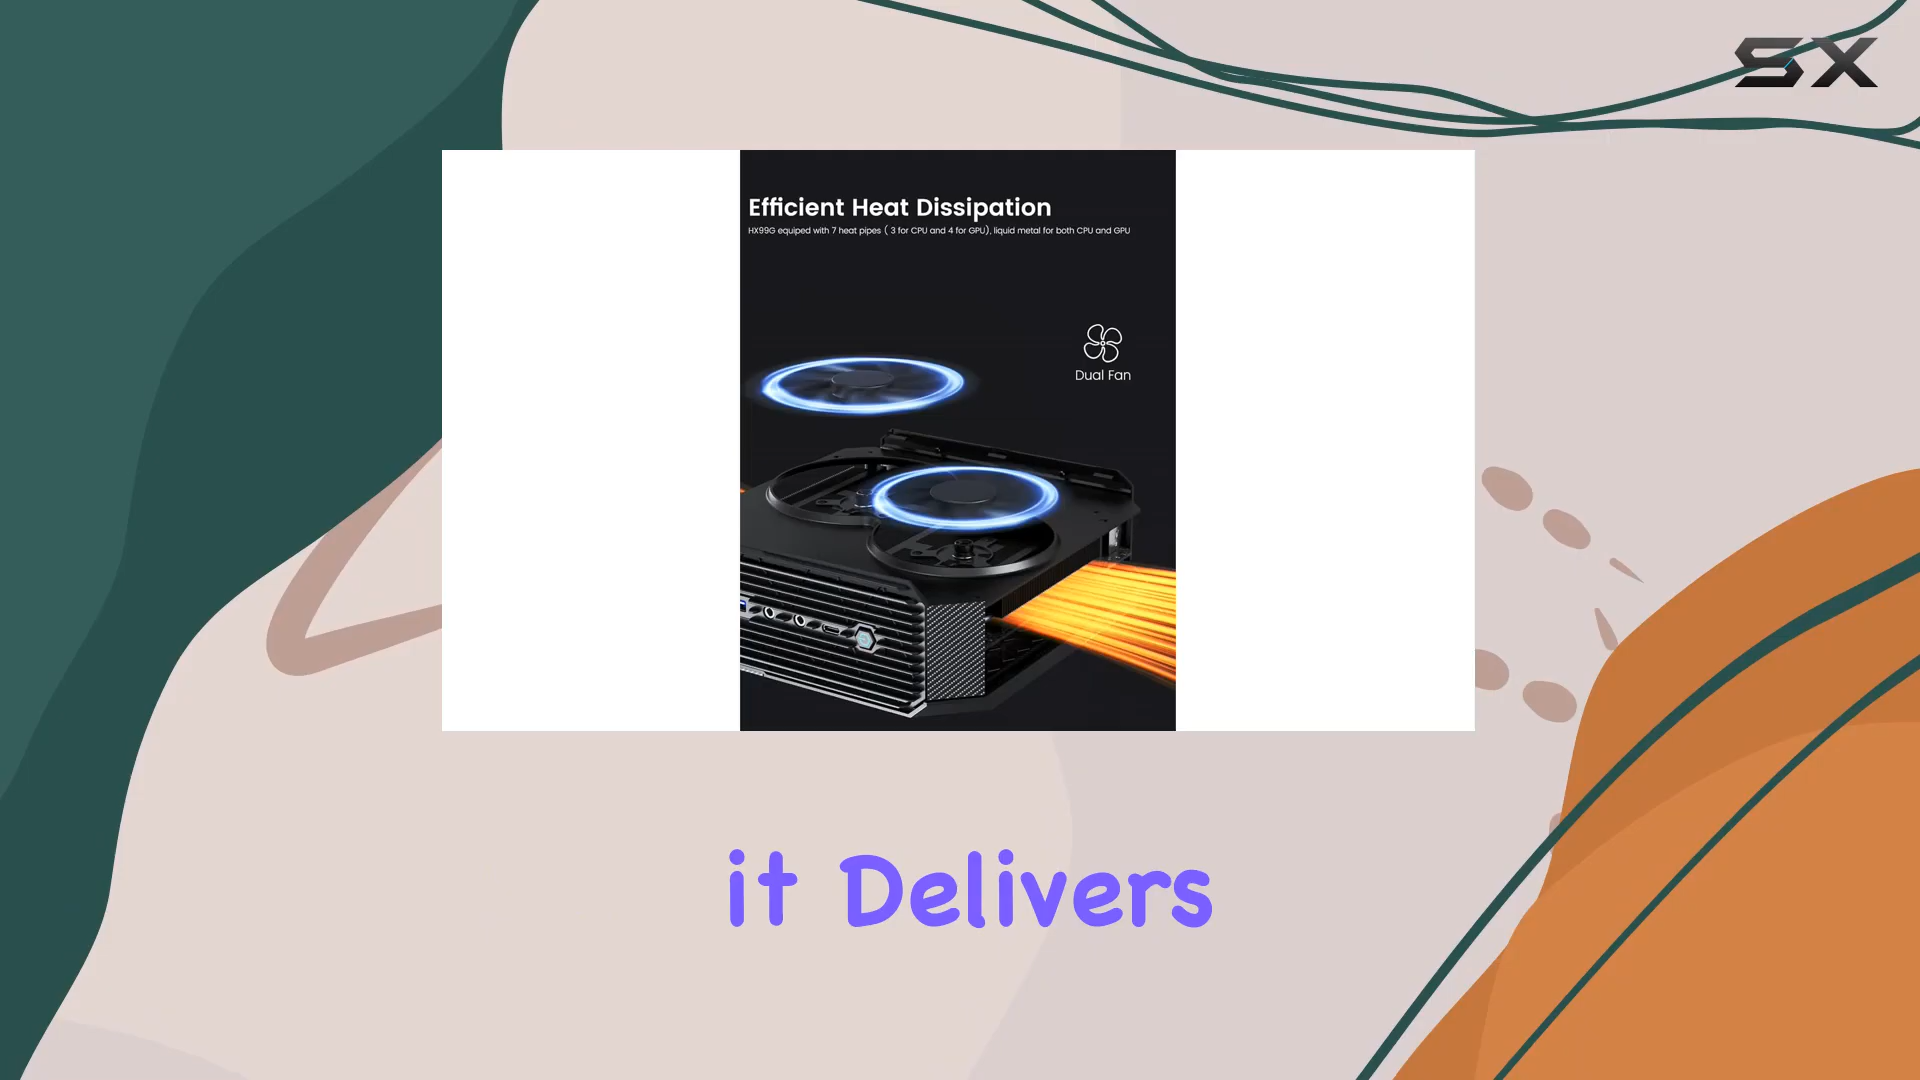 SX
Efficient Heat Dissipation
HX99G equiped with 7 heat pipes ( 3 for CPU and 4 for GPU), liquid metal for both CPU and GPU
Dual Fan
it Delivers